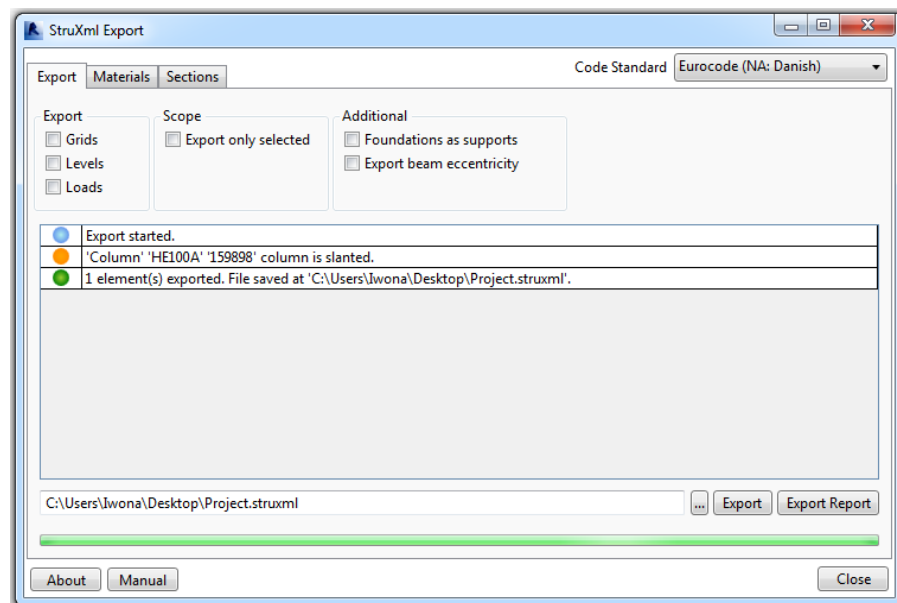 StruXml Export
Export Materials Sections
Code Standard Eurocode (NA: Danish)
Export
Grids
Levels
Loads
Scope
Export only selected
Additional
Foundations as supports
Export beam eccentricity
Export started.
'Column' 'HE100A' '159898' column is slanted.
1 element(s) exported. File saved at 'C:\Users\Iwona\Desktop\Project.struxml'.
C:\Users\Iwona\Desktop\Project.struxml ... Export Export Report
About Manual Close